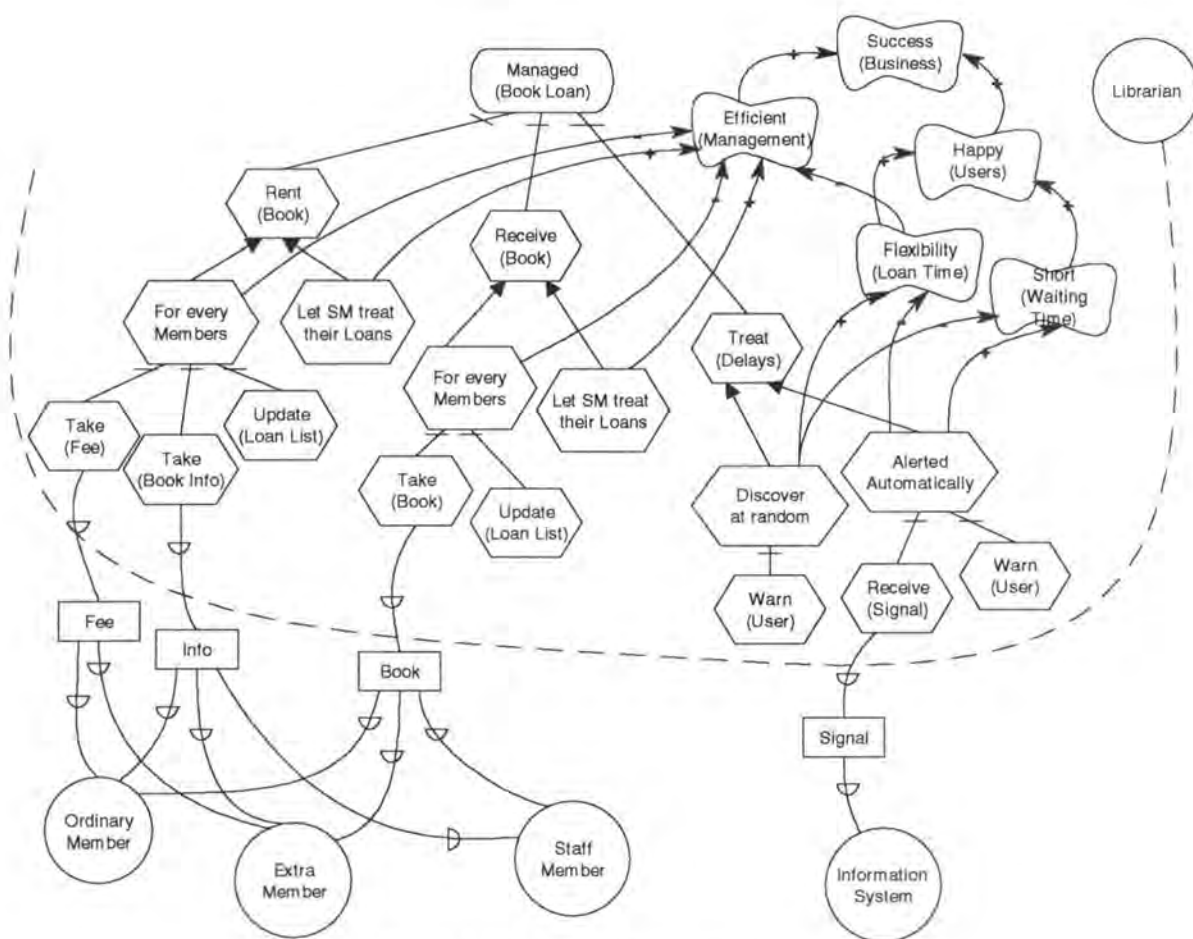 Success
(Business)
Managed
(Book Loan)
Librarian
Efficient
(Management)
Happy
(Users)
Rent
(Book)
Receive
(Book)
Flexibility
(Loan Time)
Short
(Waiting
Time)
For every
Members
Let SM treat
their Loans
Treat
(Delays)
For every
Members
Let SM treat
their Loans
Take
(Fee)
Update
(Loan List)
Take
(Book Info)
Take
(Book)
Update
(Loan List)
Discover
at random
Alerted
Automatically
Warn
(User)
Receive
(Signal)
Warn
(User)
Fee
Info
Book
Signal
Ordinary
Member
Extra
Member
Staff
Member
Information
System